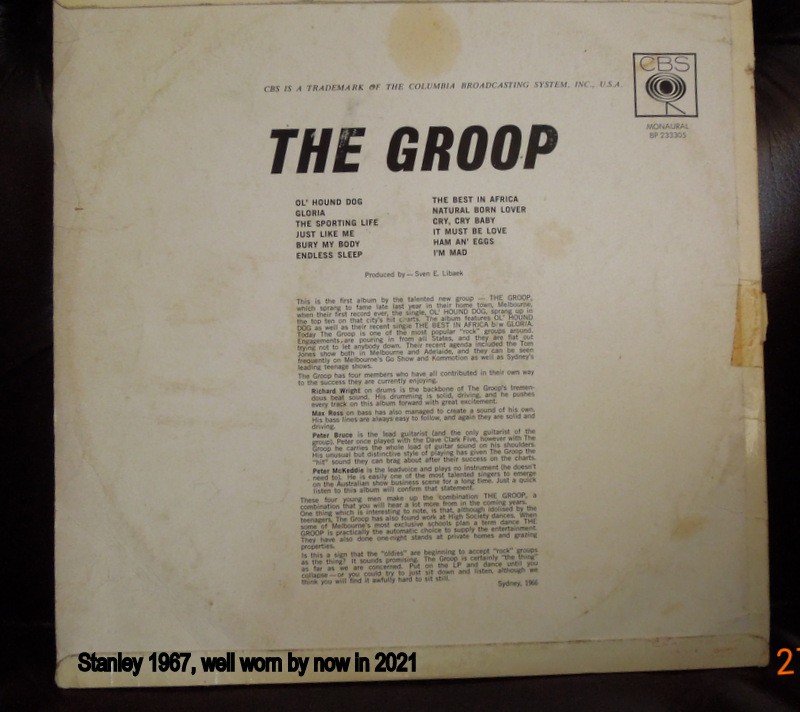 CBS IS A TRADEMARK OF THE COLUMBIA BROADCASTING SYSTEM, INC., U.S.A.
CBS
MONAURAL
BP 233305
THE GROOP
OL' HOUND DOG
GLORIA
THE SPORTING LIFE
JUST LIKE ME
BURY MY BODY
ENDLESS SLEEP
THE BEST IN AFRICA
NATURAL BORN LOVER
CRY, CRY BABY
IT MUST BE LOVE
HAM AN' EGGS
I'M MAD
Produced by — Sven E. Libaek
This is the first album by the talented new group — THE GROOP,
which sprang to fame late last year in their home town, Melbourne,
when their first record ever, the single, OL' HOUND DOG, sprang up in
the top ten on that city's hit charts. The album features OL' HOUND
DOG as well as their recent single THE BEST IN AFRICA b/w GLORIA.
Today The Groop is one of the most popular "rock" groups around.
Engagements are pouring in from all States, and they are flat out
trying not to let anybody down. Their recent agenda included the Tom
Jones show both in Melbourne and Adelaide, and they can be seen
frequently on Melbourne's Go Show and Kommotion as well as Sydney's
leading teenage shows.
The Groop has four members who have all contributed in their own way
to the success they are currently enjoying.
Richard Wright on drums is the backbone of The Groop's tremen-
dous beat sound. His drumming is solid, driving, and he pushes
every track on this album forward with great excitement.
Max Ross on bass has also managed to create a sound of his own.
His bass lines are always easy to follow, and again they are solid and
driving.
Peter Bruce is the lead guitarist (and the only guitarist of the
group). Peter once played with the Dave Clark Five, however with The
Groop he carries the whole load of guitar sound on his shoulders.
His unusual but distinctive style of playing has given The Groop the
"hit" sound they can brag about after their success on the charts.
Peter McKeddie is the leadvoice and plays no instrument (he doesn't
need to). He is easily one of the most talented singers to emerge
on the Australian show business scene for a long time. Just a quick
listen to this album will confirm that statement.
These four young men make up the combination THE GROOP, a
combination that you will hear a lot more from in the coming years.
One thing which is interesting to note, is that, although idolised by the
teenagers, The Groop has also found work at High Society dances. When
some of Melbourne's most exclusive schools plan a term dance THE
GROOP is practically the automatic choice to supply the entertainment.
They have also done one-night stands at private homes and grazing
properties.
Is this a sign that the "oldies" are beginning to accept "rock" groups
as the thing? It sounds promising. The Groop is certainly "the thing"
as far as we are concerned. Put on the LP and dance until you
collapse — or you could try to just sit down and listen, although we
think you will find it awfully hard to sit still.
Sydney, 1966
Stanley 1967, well worn by now in 2021